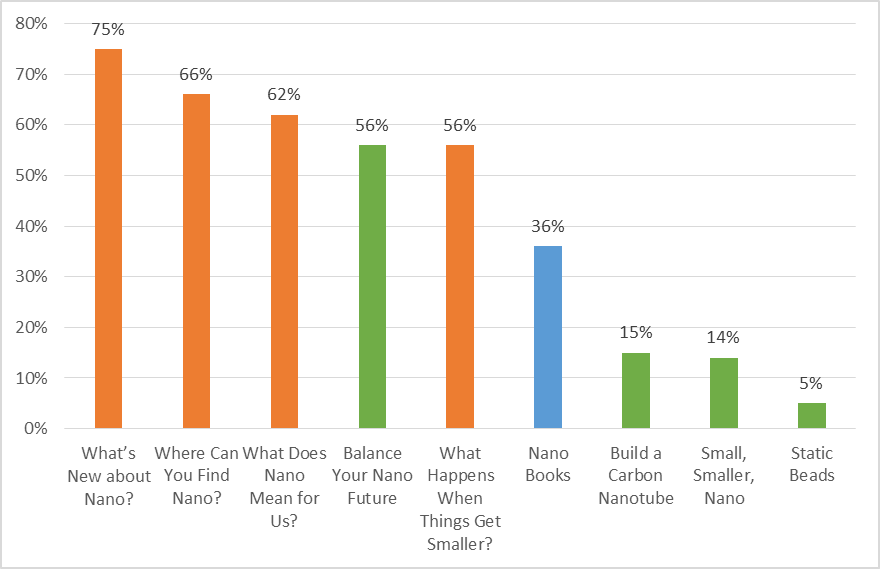 80%
70%
60%
50%
40%
30%
20%
10%
0%
75%
66%
62%
56%
56%
36%
15%
14%
5%
What's
New about
Nano?
Where Can
You Find
Nano?
What Does
Nano
Mean for
Us?
Balance
Your Nano
Future
What
Happens
When
Things Get
Smaller?
Nano
Books
Build a
Carbon
Nanotube
Small,
Smaller,
Nano
Static
Beads